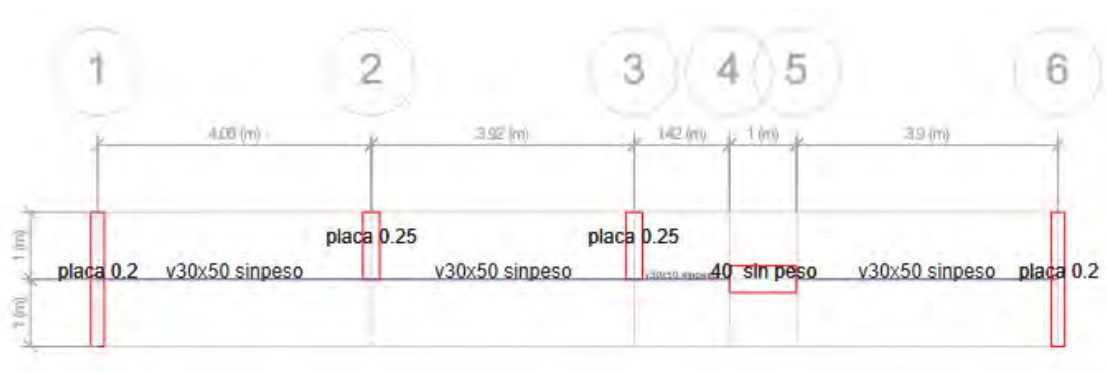 1 2 3 4 5 6
4.08 (m) 3.92 (m) 1.42 (m) 1 (m) 3.9 (m)
placa 0.25 placa 0.25
1 (m)
placa 0.2 v30x50 sinpeso v30x50 sinpeso v30x50 sinpeso 40 sin peso v30x50 sinpeso placa 0.2
1 (m)